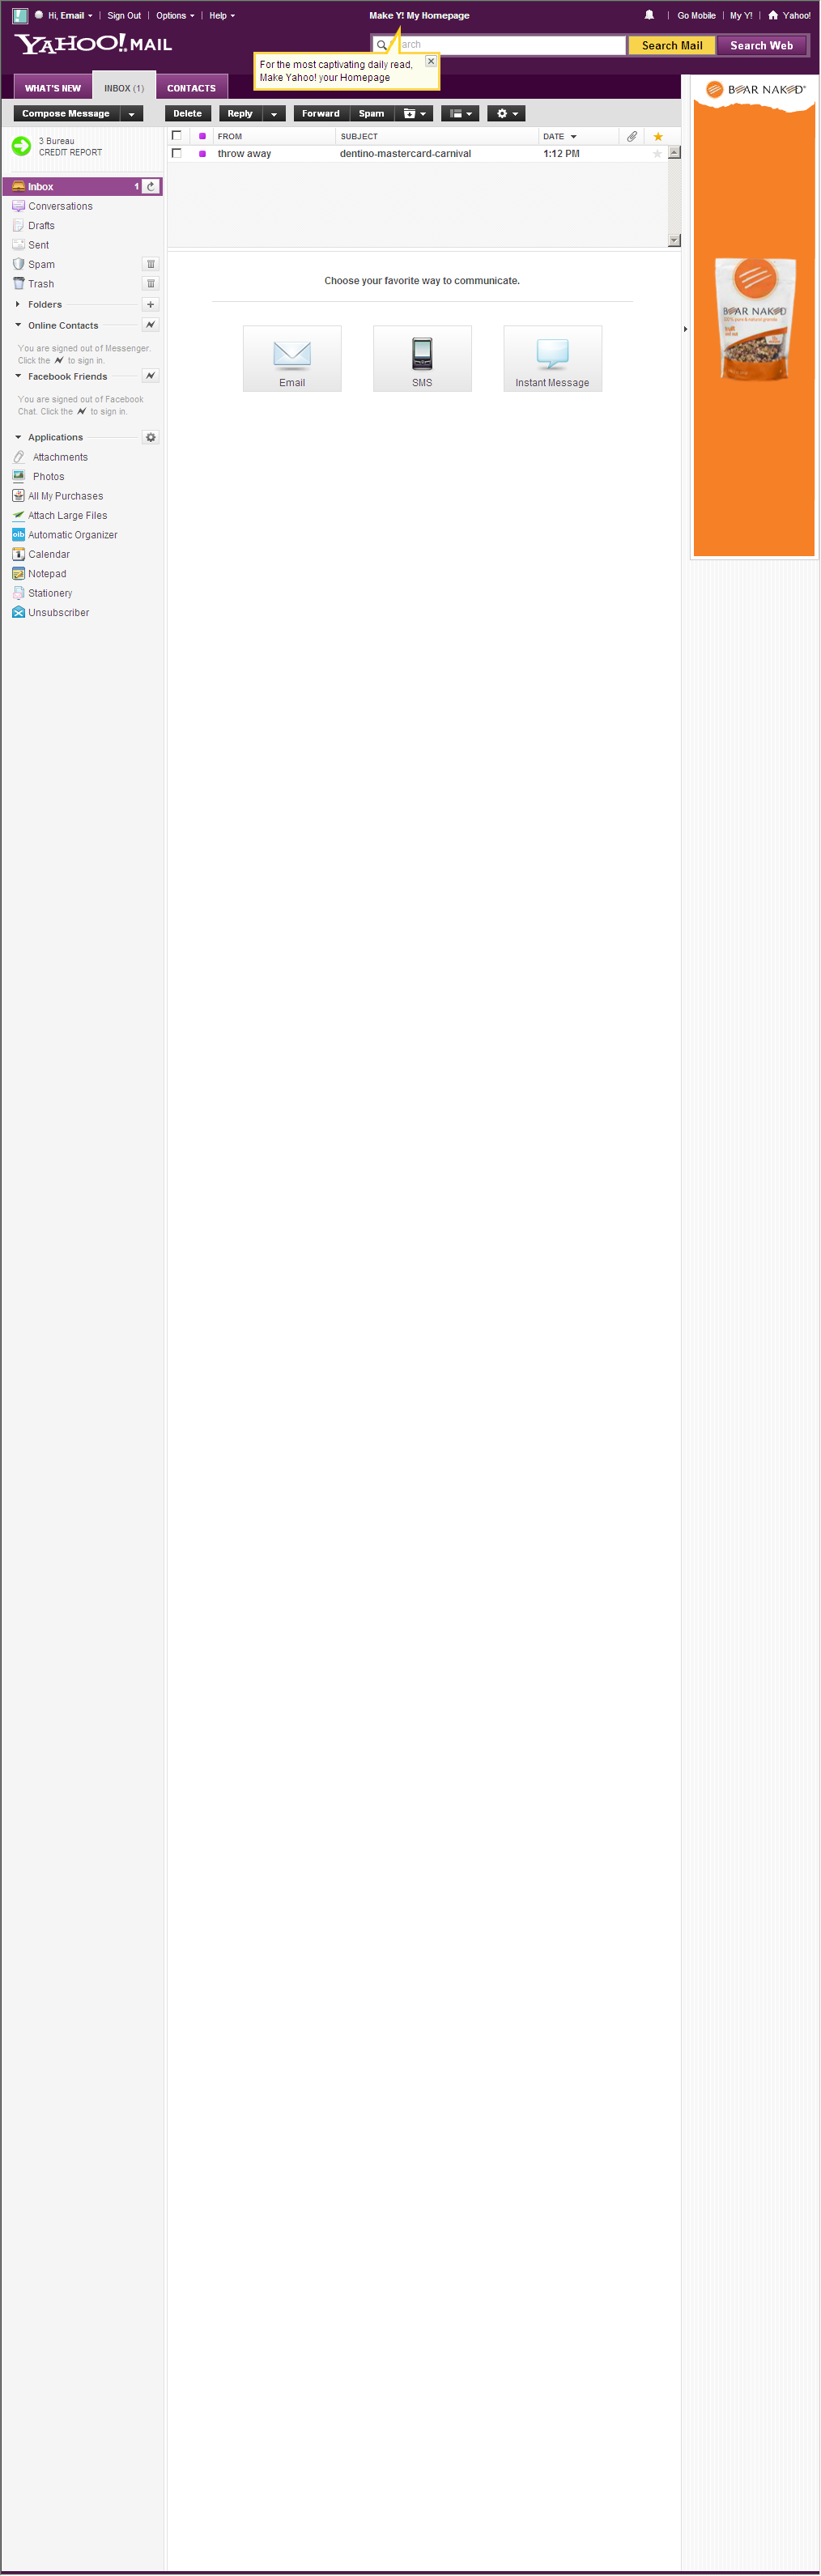 Hi, Email | Sign Out | Options | Help
Make Y! My Homepage
Go Mobile | My Y! | Yahoo!
YAHOO! MAIL
arch
Search Mail
Search Web
For the most captivating daily read,
Make Yahoo! your Homepage
WHAT'S NEW
INBOX (1)
CONTACTS
Compose Message
Delete
Reply
Forward
Spam
3 Bureau
CREDIT REPORT
FROM
SUBJECT
DATE
throw away
dentino-mastercard-carnival
1:12 PM
Inbox 1
Conversations
Drafts
Sent
Spam
Trash
Folders
Online Contacts
You are signed out of Messenger.
Click the to sign in.
Facebook Friends
You are signed out of Facebook
Chat. Click the to sign in.
Applications
Attachments
Photos
All My Purchases
Attach Large Files
oib Automatic Organizer
Calendar
Notepad
Stationery
Unsubscriber
Choose your favorite way to communicate.
Email
SMS
Instant Message
BEAR NAKED
BEAR NAKED
100% pure & natural granola
fruit